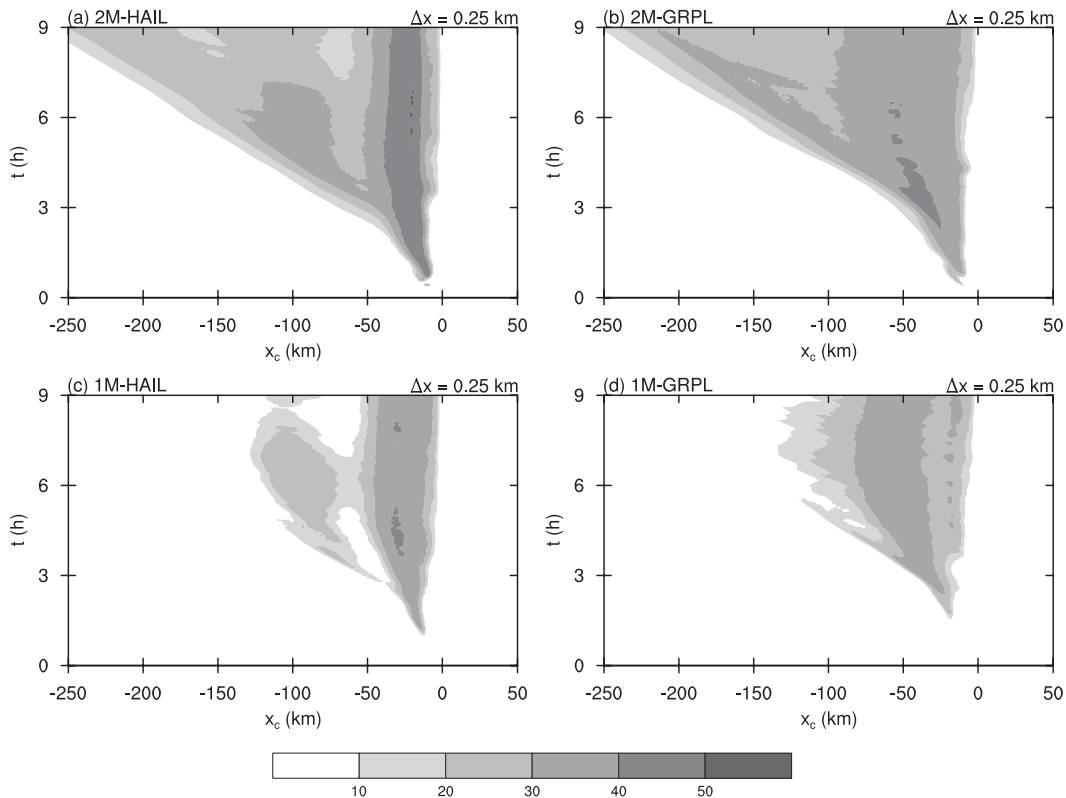 (a) 2M-HAIL Δx = 0.25 km
9
6
3
0
t (h)
-250 -200 -150 -100 -50 0 50
x_c (km)
(b) 2M-GRPL Δx = 0.25 km
9
6
3
0
t (h)
-250 -200 -150 -100 -50 0 50
x_c (km)
(c) 1M-HAIL Δx = 0.25 km
9
6
3
0
t (h)
-250 -200 -150 -100 -50 0 50
x_c (km)
(d) 1M-GRPL Δx = 0.25 km
9
6
3
0
t (h)
-250 -200 -150 -100 -50 0 50
x_c (km)
10 20 30 40 50